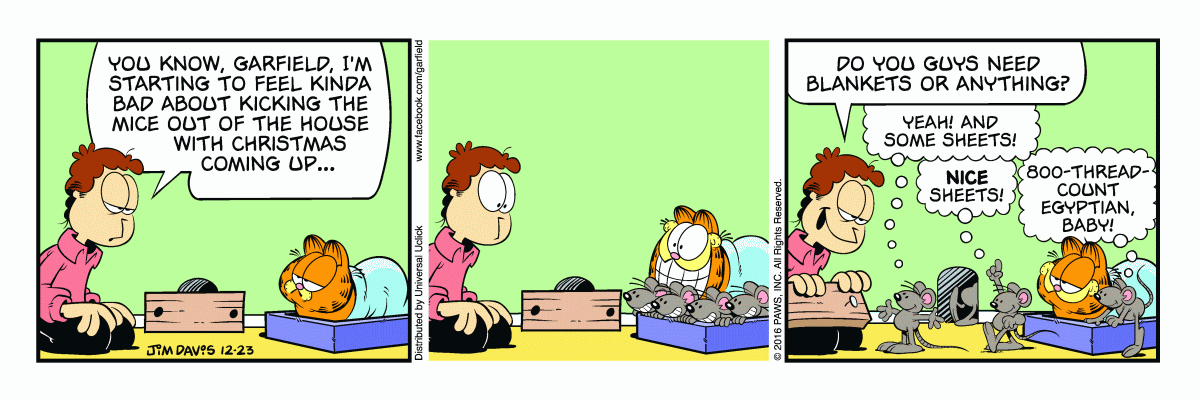 YOU KNOW, GARFIELD, I'M
STARTING TO FEEL KINDA
BAD ABOUT KICKING THE
MICE OUT OF THE HOUSE
WITH CHRISTMAS
COMING UP...
JIM DAVIS 12-23
www.facebook.com/garfield
Distributed by Universal Uclick
© 2016 PAWS, INC. All Rights Reserved.
DO YOU GUYS NEED
BLANKETS OR ANYTHING?
YEAH! AND
SOME SHEETS!
NICE
SHEETS!
800-THREAD-
COUNT
EGYPTIAN,
BABY!